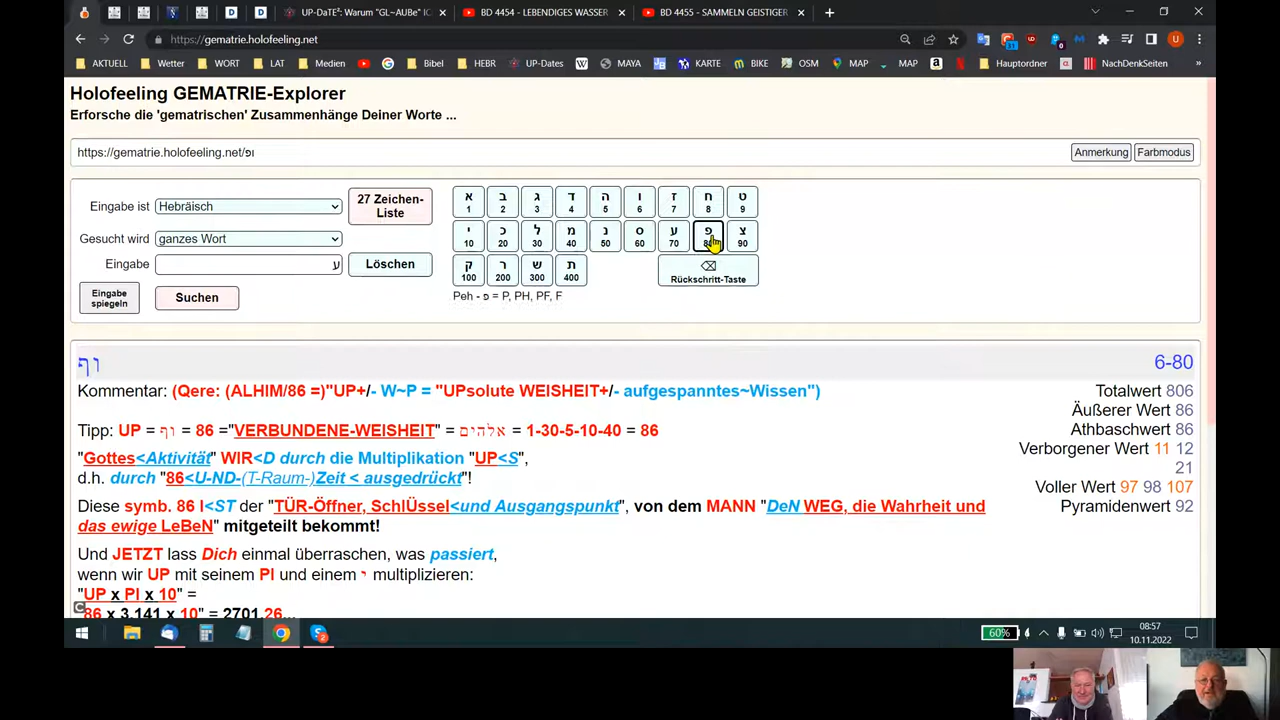 UP-DaTE²: Warum "GL~AUBe" IC
BD 4454 - LEBENDIGES WASSER
BD 4455 - SAMMELN GEISTIGER
https://gematrie.holofeeling.net
AKTUELL Wetter WORT LAT Medien Bibel HEBR UP-Dates MAYA KARTE BIKE OSM MAP MAP Hauptordner NachDenkSeiten »
Holofeeling GEMATRIE-Explorer
Erforsche die 'gematrischen' Zusammenhänge Deiner Worte ...
https://gematrie.holofeeling.net/ופ
Anmerkung Farbmodus
Eingabe ist Hebräisch
27 Zeichen-
Liste
Gesucht wird ganzes Wort
Eingabe ע Löschen
Eingabe
spiegeln
Suchen
א ב ג ד ה ו ז ח ט
1 2 3 4 5 6 7 8 9
י כ ל מ נ ס ע פ צ
10 20 30 40 50 60 70 80 90
ק ר ש ת
100 200 300 400
Rückschritt-Taste
Peh - פ = P, PH, PF, F
וף 6-80
Kommentar: (Qere: (ALHIM/86 =)"UP+/- W~P = "UPsolute WEISHEIT+/- aufgespanntes~Wissen")
Totalwert 806
Äußerer Wert 86
Athbaschwert 86
Verborgener Wert 11 12
21
Voller Wert 97 98 107
Pyramidenwert 92
Tipp: UP = וף = 86 ="VERBUNDENE-WEISHEIT" = אלהים = 1-30-5-10-40 = 86
"Gottes<Aktivität" WIR<D durch die Multiplikation "UP<S",
d.h. durch "86<U-ND-(T-Raum-)Zeit < ausgedrückt"!
Diese symb. 86 I<ST der "TÜR-Öffner, SchlÜssel<und Ausgangspunkt", von dem MANN "DeN WEG, die Wahrheit und
das ewige LeBeN" mitgeteilt bekommt!
Und JETZT lass Dich einmal überraschen, was passiert,
wenn wir UP mit seinem PI und einem י multiplizieren:
"UP x PI x 10" =
86 x 3,141 x 10" = 2701,26...
60%
08:57
10.11.2022